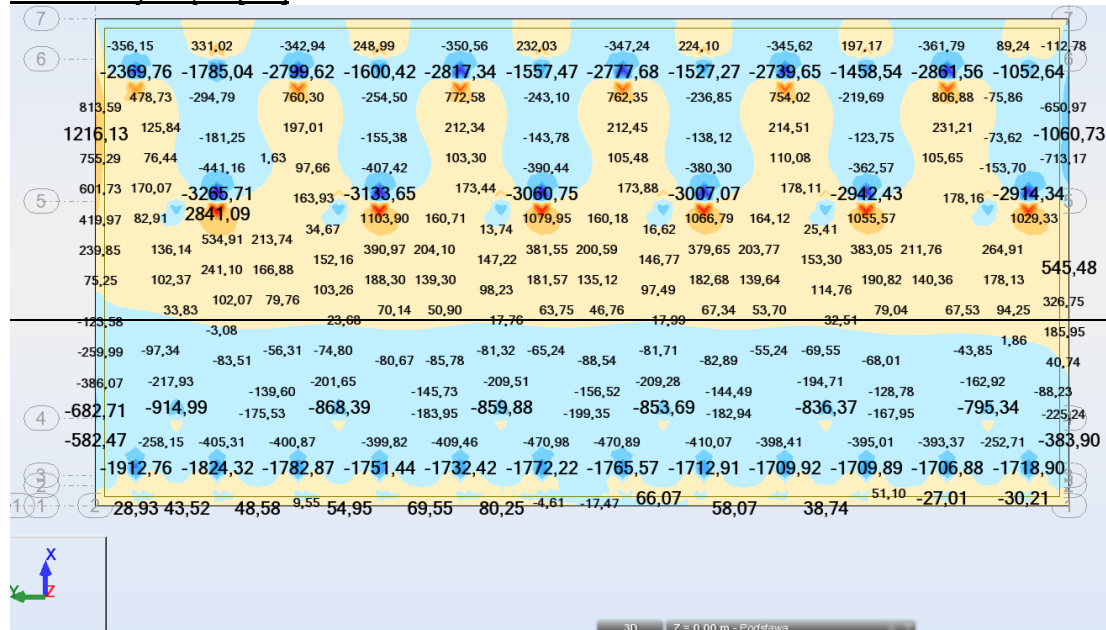 7 7
-356,15 331,02 -342,94 248,99 -350,56 232,03 -347,24 224,10 -345,62 197,17 -361,79 89,24 -112,78
6 -2369,76 -1785,04 -2799,62 -1600,42 -2817,34 -1557,47 -2777,68 -1527,27 -2739,65 -1458,54 -2861,56 -1052,64 6
813,59 478,73 -294,79 760,30 -254,50 772,58 -243,10 762,35 -236,85 754,02 -219,69 806,88 -75,86 -650,97
1216,13 125,84 -181,25 197,01 -155,38 212,34 -143,78 212,45 -138,12 214,51 -123,75 231,21 -73,62 -1060,73
755,29 76,44 -441,16 1,63 97,66 -407,42 103,30 -390,44 105,48 -380,30 110,08 -362,57 105,65 -153,70 -713,17
601,73 170,07 -3265,71 163,93 -3133,65 173,44 -3060,75 173,88 -3007,07 178,11 -2942,43 178,16 -2914,34
5 5
419,97 82,91 2841,09 34,67 1103,90 160,71 13,74 1079,95 160,18 16,62 1066,79 164,12 25,41 1055,57 1029,33
239,85 136,14 534,91 213,74 152,16 390,97 204,10 147,22 381,55 200,59 146,77 379,65 203,77 153,30 383,05 211,76 264,91 545,48
75,25 102,37 241,10 166,88 103,26 188,30 139,30 98,23 181,57 135,12 97,49 182,68 139,64 114,76 190,82 140,36 178,13 326,75
-123,58 33,83 102,07 79,76 23,68 70,14 50,90 17,76 63,75 46,76 17,99 67,34 53,70 32,51 79,04 67,53 94,25 185,95
-3,08 1,86
-259,99 -97,34 -83,51 -56,31 -74,80 -80,67 -85,78 -81,32 -65,24 -88,54 -81,71 -82,89 -55,24 -69,55 -68,01 -43,85 40,74
-386,07 -217,93 -139,60 -201,65 -145,73 -209,51 -156,52 -209,28 -144,49 -194,71 -128,78 -162,92 -88,23
4 -682,71 -914,99 -175,53 -868,39 -183,95 -859,88 -199,35 -853,69 -182,94 -836,37 -167,95 -795,34 -225,24
-582,47 -258,15 -405,31 -400,87 -399,82 -409,46 -470,98 -470,89 -410,07 -398,41 -395,01 -393,37 -252,71 -383,90
3 -1912,76 -1824,32 -1782,87 -1751,44 -1732,42 -1772,22 -1765,57 -1712,91 -1709,92 -1709,89 -1706,88 -1718,90
2
1 1 2 28,93 43,52 48,58 9,55 54,95 69,55 80,25 -4,61 -17,47 66,07 58,07 38,74 51,10 -27,01 -30,21
X
Y Z
3D Z = 0,00 m - Podstawa